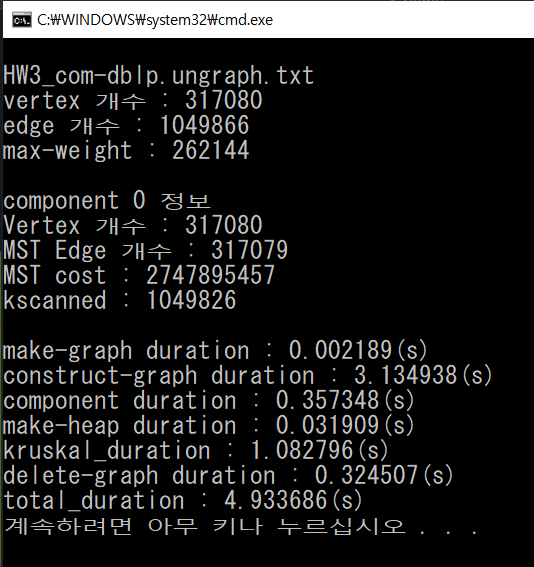 C:₩WINDOWS₩system32₩cmd.exe
HW3_com-dblp.ungraph.txt
vertex 개수 : 317080
edge 개수 : 1049866
max-weight : 262144
component 0 정보
Vertex 개수 : 317080
MST Edge 개수 : 317079
MST cost : 2747895457
kscanned : 1049826
make-graph duration : 0.002189(s)
construct-graph duration : 3.134938(s)
component duration : 0.357348(s)
make-heap duration : 0.031909(s)
kruskal_duration : 1.082796(s)
delete-graph duration : 0.324507(s)
total_duration : 4.933686(s)
계속하려면 아무 키나 누르십시오 . . .